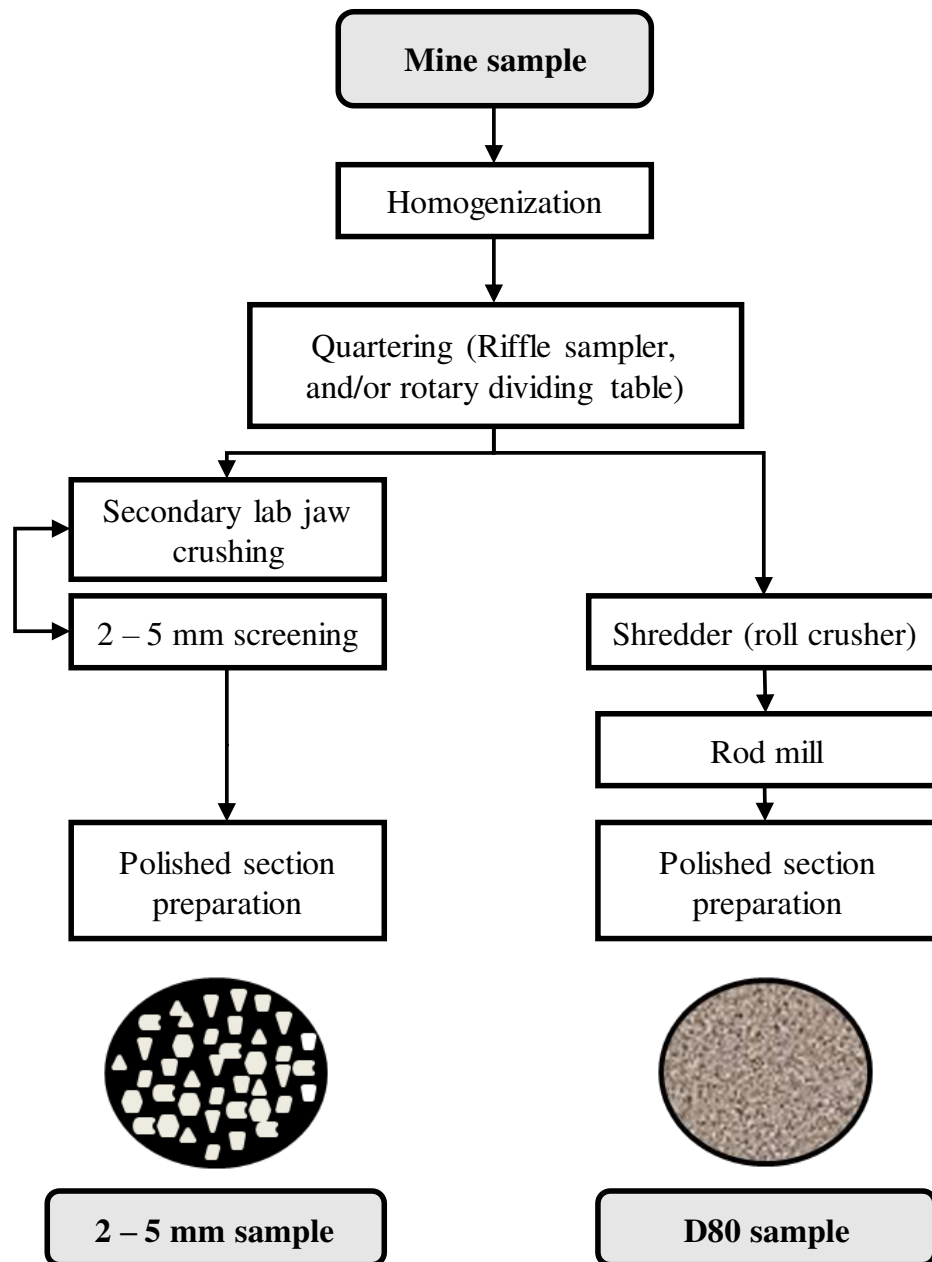 Mine sample
Homogenization
Quartering (Riffle sampler,
and/or rotary dividing table)
Secondary lab jaw
crushing
2 – 5 mm screening
Shredder (roll crusher)
Rod mill
Polished section
preparation
Polished section
preparation
2 – 5 mm sample
D80 sample